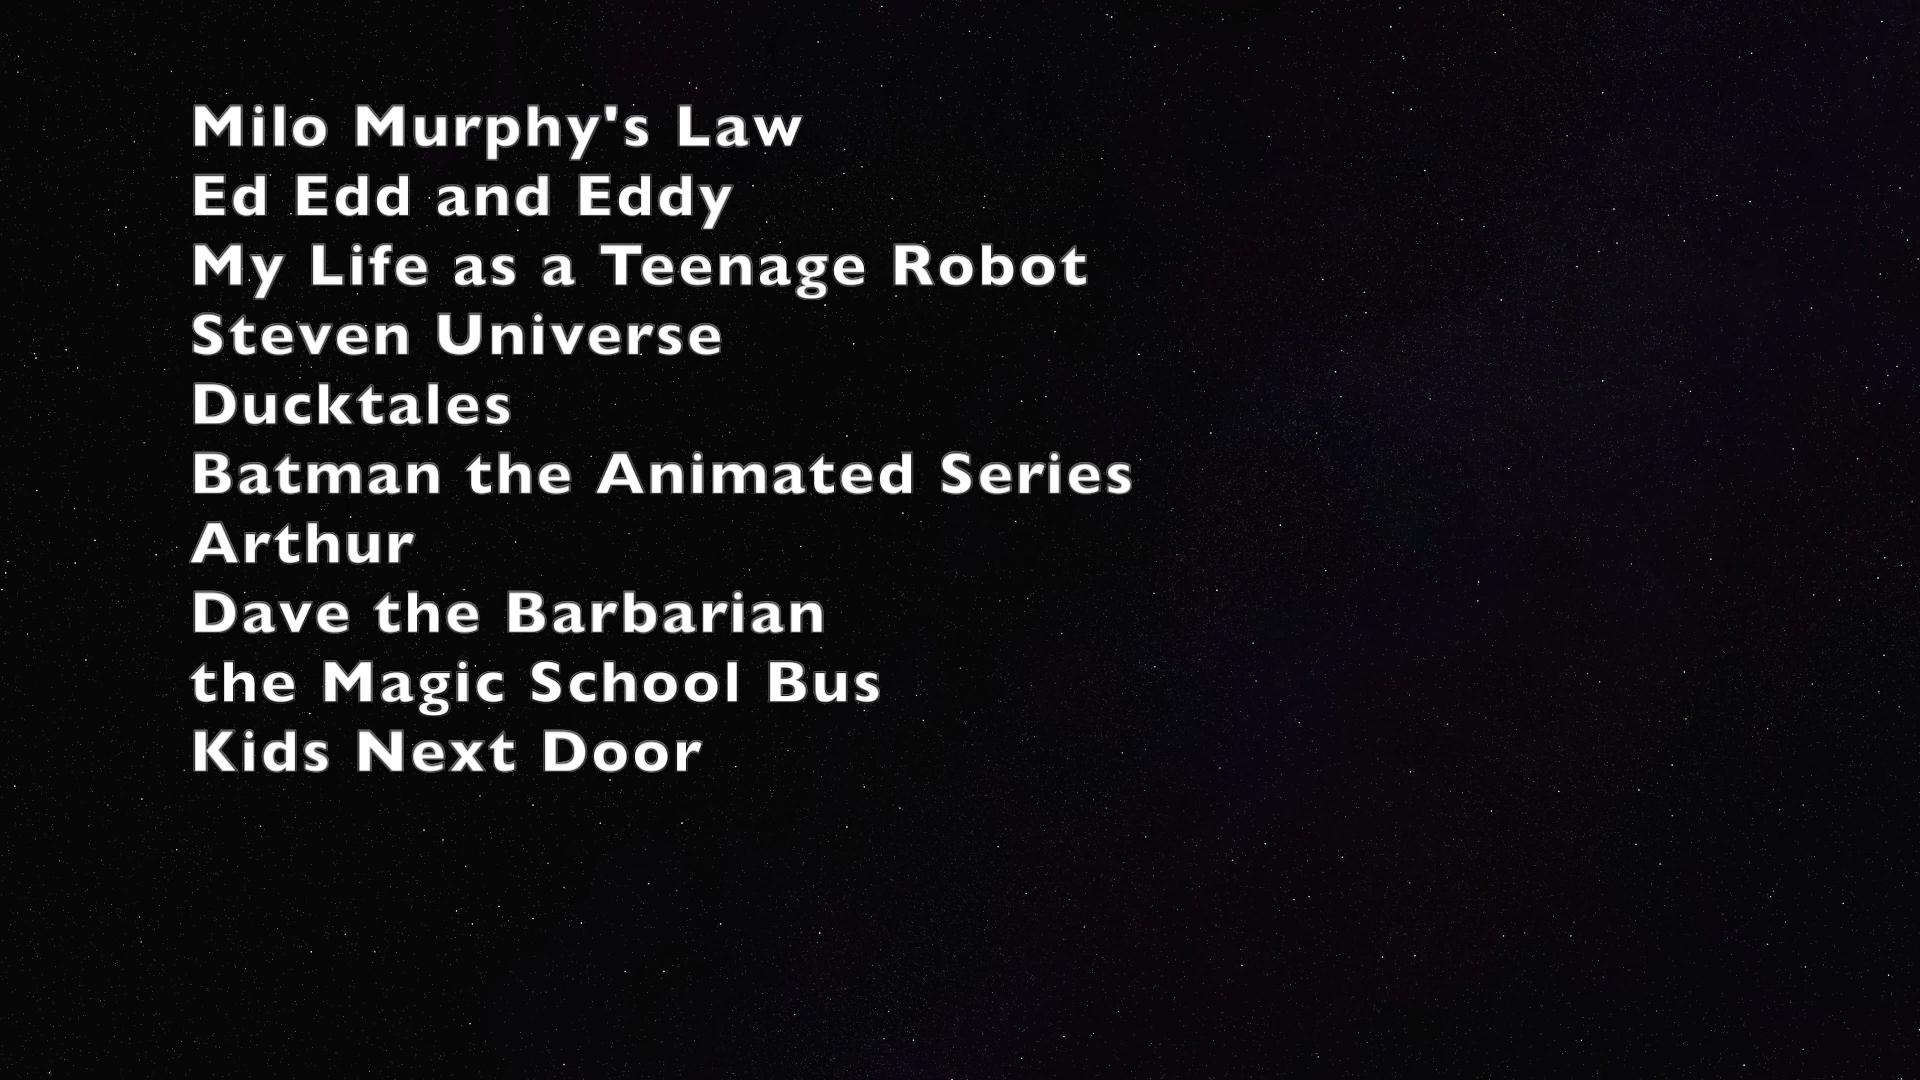 Milo Murphy's Law
Ed Edd and Eddy
My Life as a Teenage Robot
Steven Universe
Ducktales
Batman the Animated Series
Arthur
Dave the Barbarian
the Magic School Bus
Kids Next Door